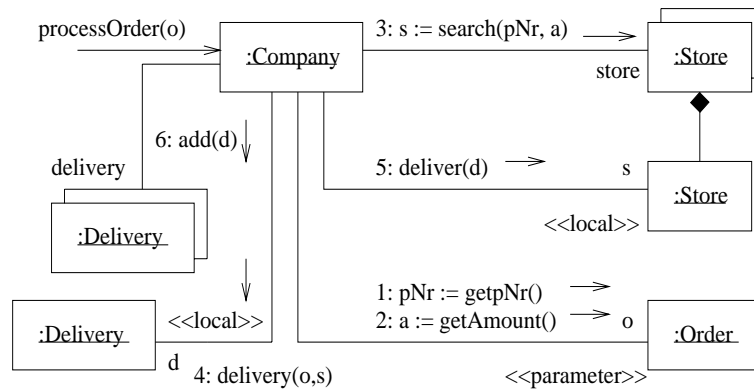 processOrder(o)
3: s := search(pNr, a)
:Company
:Store
store
6: add(d)
delivery
5: deliver(d)
s
:Store
<<local>>
:Delivery
1: pNr := getpNr()
:Delivery
<<local>>
2: a := getAmount()
o
:Order
d
4: delivery(o,s)
<<parameter>>